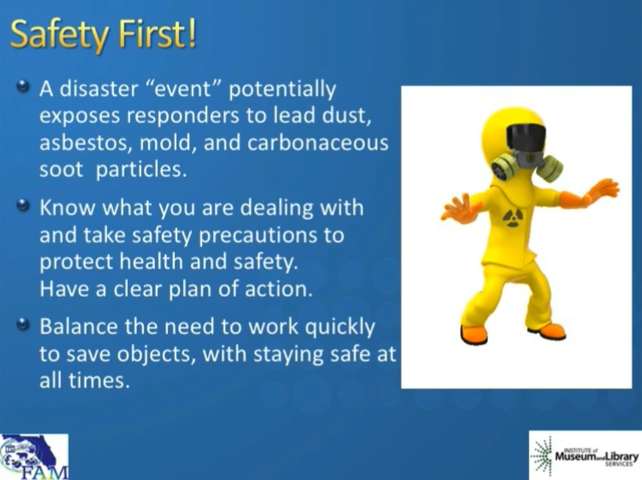 Safety First!
A disaster “event” potentially
exposes responders to lead dust,
asbestos, mold, and carbonaceous
soot particles.
Know what you are dealing with
and take safety precautions to
protect health and safety.
Have a clear plan of action.
Balance the need to work quickly
to save objects, with staying safe at
all times.
FAM
INSTITUTE of
Museum and Library
SERVICES